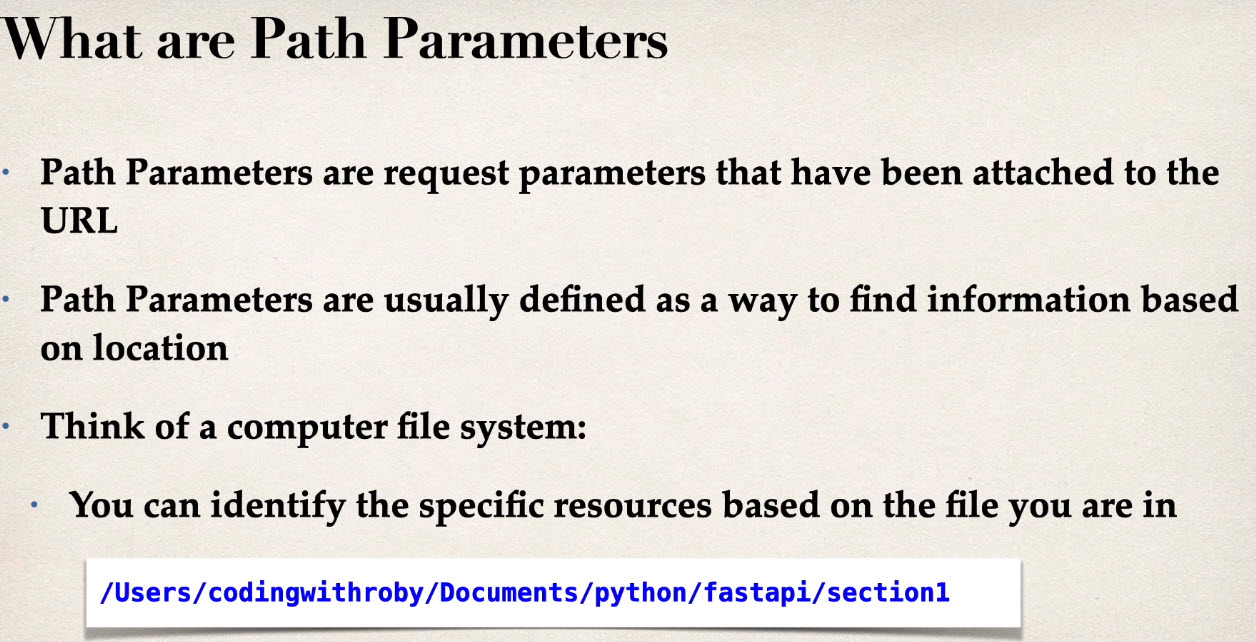 What are Path Parameters
Path Parameters are request parameters that have been attached to the
URL
Path Parameters are usually defined as a way to find information based
on location
Think of a computer file system:
You can identify the specific resources based on the file you are in
/Users/codingwithroby/Documents/python/fastapi/section1